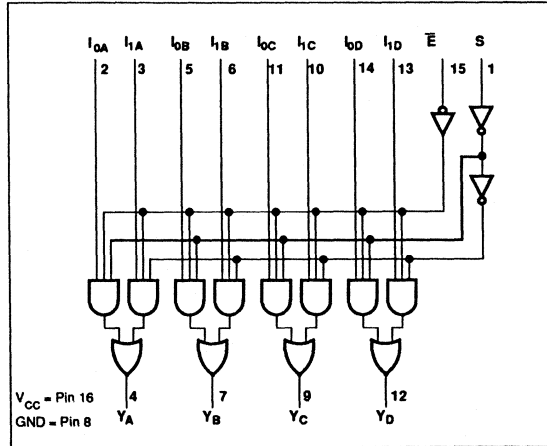 I0A I1A I0B I1B I0C I1C I0D I1D E̅ S
2 3 5 6 11 10 14 13 15 1
4 7 9 12
VCC = Pin 16
GND = Pin 8
YA YB YC YD